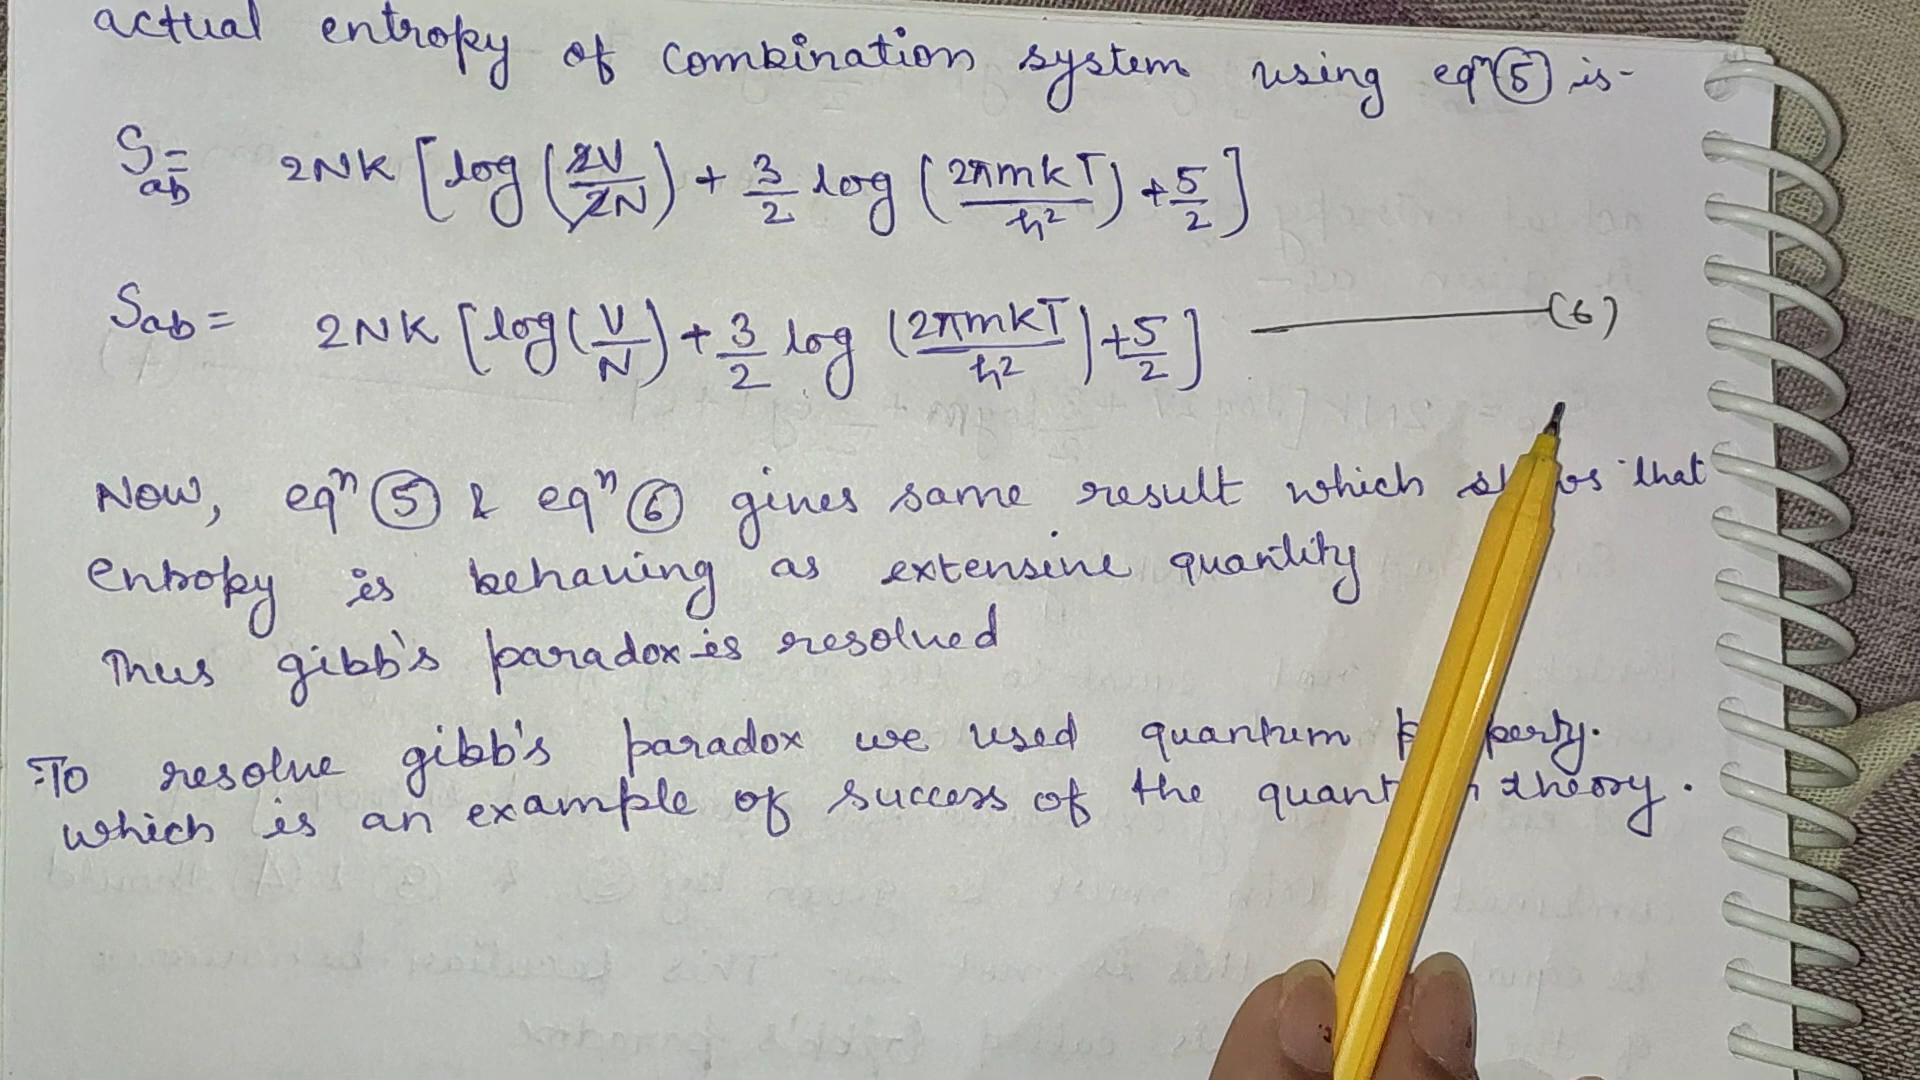 actual entropy of combination system using eqⁿ ⑤ is-
S_ab = 2NK [log (2V/2N) + 3/2 log (2πmkT/h²) + 5/2]
S_ab = 2NK [log (V/N) + 3/2 log (2πmKT/h²) + 5/2] —— (6)
Now, eqⁿ ⑤ & eqⁿ ⑥ gives same result which that
entropy is behaving as extensive quantity
Thus gibb's paradox is resolved
To resolve gibb's paradox we used quantum
which is an example of success of the theory.